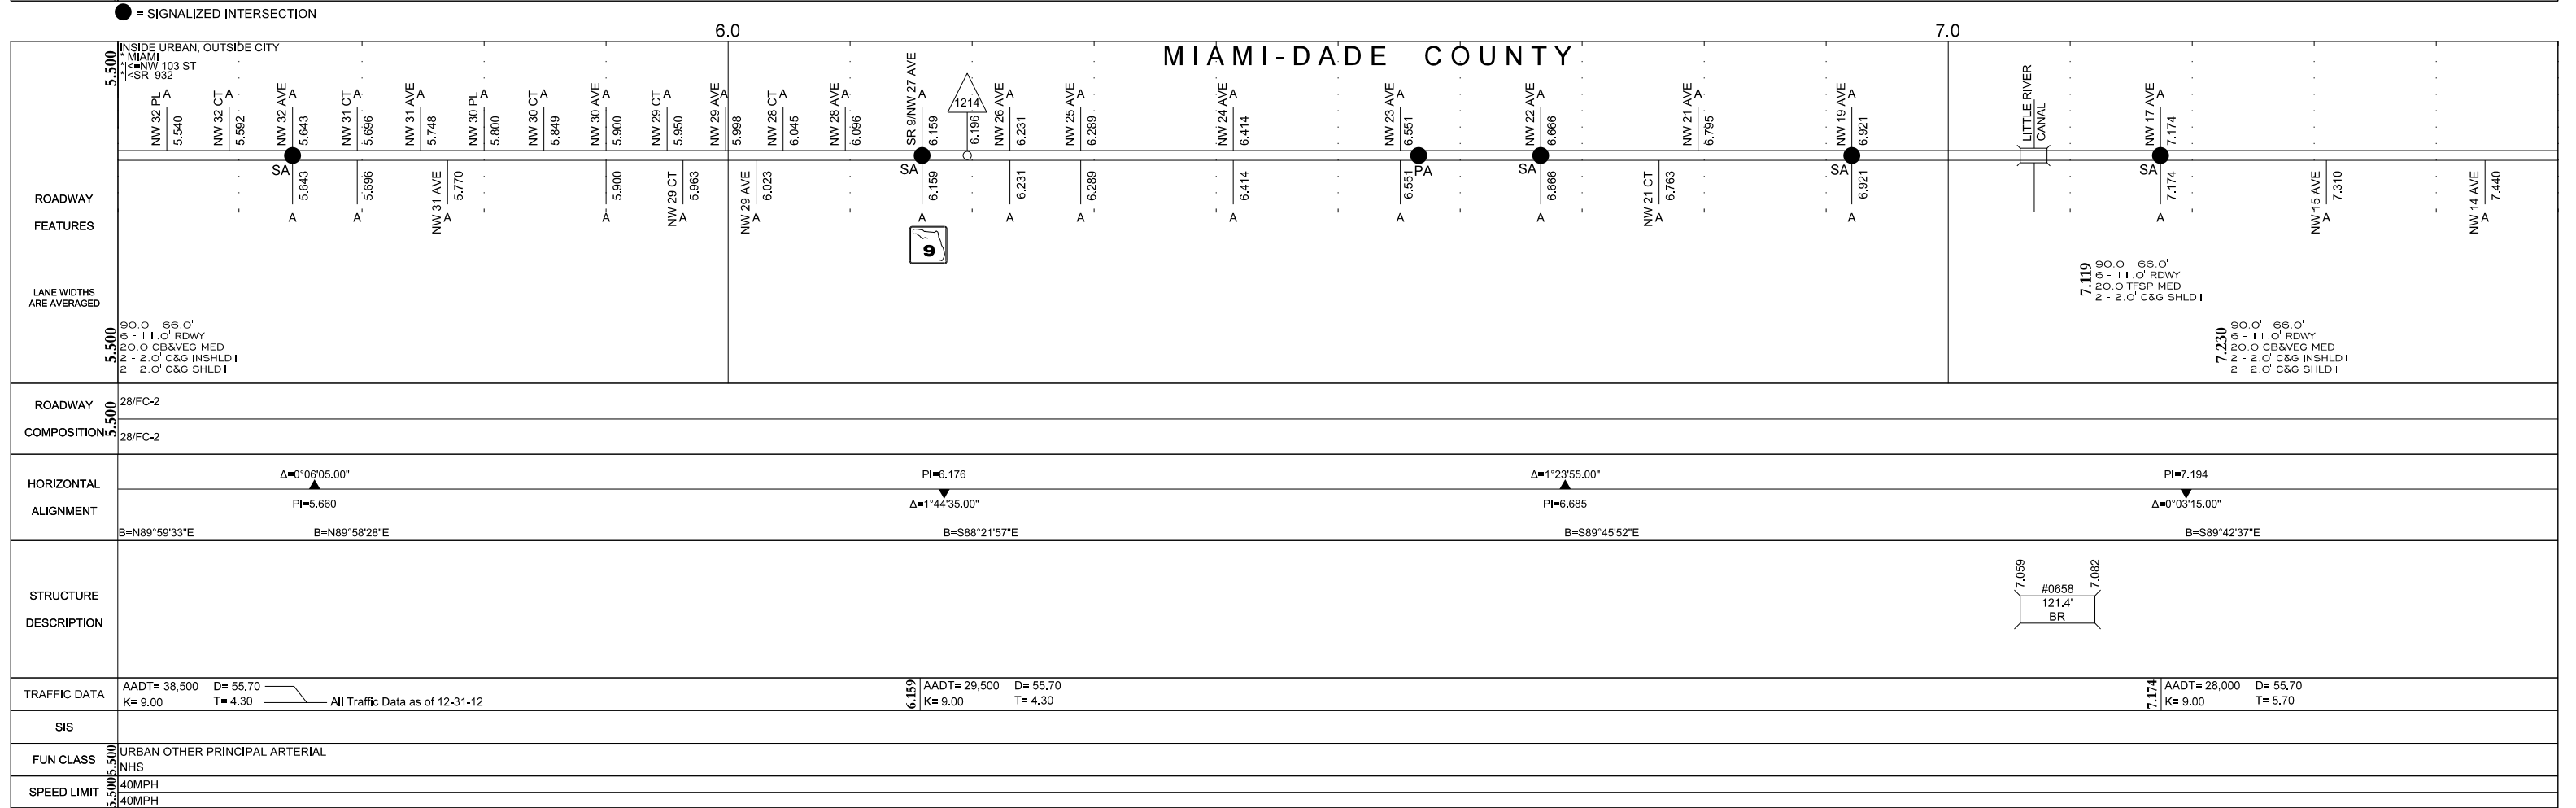 = SIGNALIZED INTERSECTION
6.0
7.0
MIAMI-DADE COUNTY
5.500
INSIDE URBAN, OUTSIDE CITY
* MIAMI
*<=NW 103 ST
*<SR 932
NW 32 PL A 5.540
NW 32 CT A 5.592
NW 32 AVE A 5.643
NW 31 CT A 5.696
NW 31 AVE A 5.748
NW 30 PL A 5.800
NW 30 CT A 5.849
NW 30 AVE A 5.900
NW 29 CT A 5.950
NW 29 AVE A 5.998
NW 28 CT A 6.045
NW 28 AVE A 6.096
SR 9/NW 27 AVE A 6.159
1214 6.196
NW 26 AVE A 6.231
NW 25 AVE A 6.289
NW 24 AVE A 6.414
NW 23 AVE A 6.551
NW 22 AVE A 6.666
NW 21 AVE A 6.795
NW 19 AVE A 6.921
LITTLE RIVER CANAL
NW 17 AVE A 7.174
ROADWAY
FEATURES
SA 5.643 A
5.696 A
NW 31 AVE 5.770 A
5.900 A
NW 29 CT 5.963 A
NW 29 AVE 6.023 A
SA 6.159 A
9
6.231 A
6.289 A
6.414 A
6.551 A
PA
SA 6.666 A
NW 21 CT 6.763 A
SA 6.921 A
SA 7.174 A
NW 15 AVE 7.310 A
NW 14 AVE 7.440 A
LANE WIDTHS
ARE AVERAGED
5.500
90.0' - 66.0'
6 - 11.0' RDWY
20.0 CB&VEG MED
2 - 2.0' C&G INSHLD I
2 - 2.0' C&G SHLD I
7.119
90.0' - 66.0'
6 - 11.0' RDWY
20.0 TFSP MED
2 - 2.0' C&G SHLD I
7.230
90.0' - 66.0'
6 - 11.0' RDWY
20.0 CB&VEG MED
2 - 2.0' C&G INSHLD I
2 - 2.0' C&G SHLD I
ROADWAY
COMPOSITION
5.500
28/FC-2
28/FC-2
HORIZONTAL
ALIGNMENT
Δ=0°06'05.00"
PI=5.660
PI=6.176
Δ=1°44'35.00"
Δ=1°23'55.00"
PI=6.685
PI=7.194
Δ=0°03'15.00"
B=N89°59'33"E
B=N89°58'28"E
B=S88°21'57"E
B=S89°45'52"E
B=S89°42'37"E
STRUCTURE
DESCRIPTION
7.059
#0658
121.4'
BR
7.082
TRAFFIC DATA
AADT= 38,500 D= 55.70
K= 9.00 T= 4.30 All Traffic Data as of 12-31-12
6.159
AADT= 29,500 D= 55.70
K= 9.00 T= 4.30
7.174
AADT= 28,000 D= 55.70
K= 9.00 T= 5.70
SIS
FUN CLASS
5.500
URBAN OTHER PRINCIPAL ARTERIAL
NHS
SPEED LIMIT
5.500
40MPH
40MPH